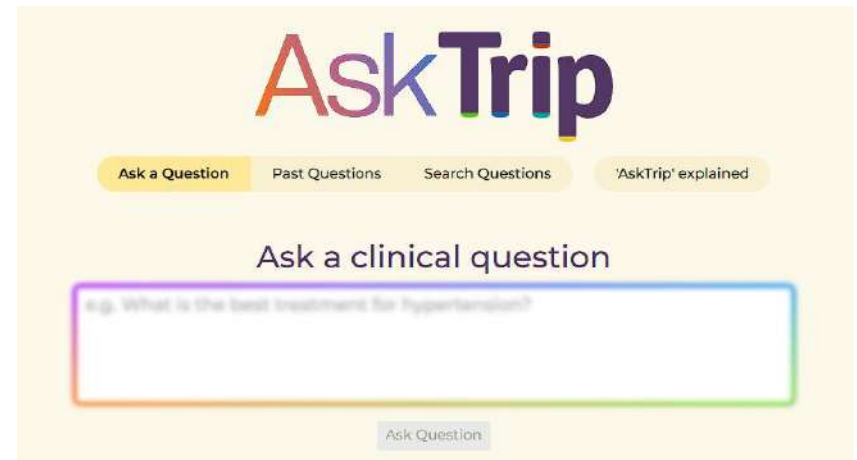 AskTrip
Ask a Question Past Questions Search Questions 'AskTrip' explained
Ask a clinical question
e.g. What is the best treatment for hypertension?
Ask Question